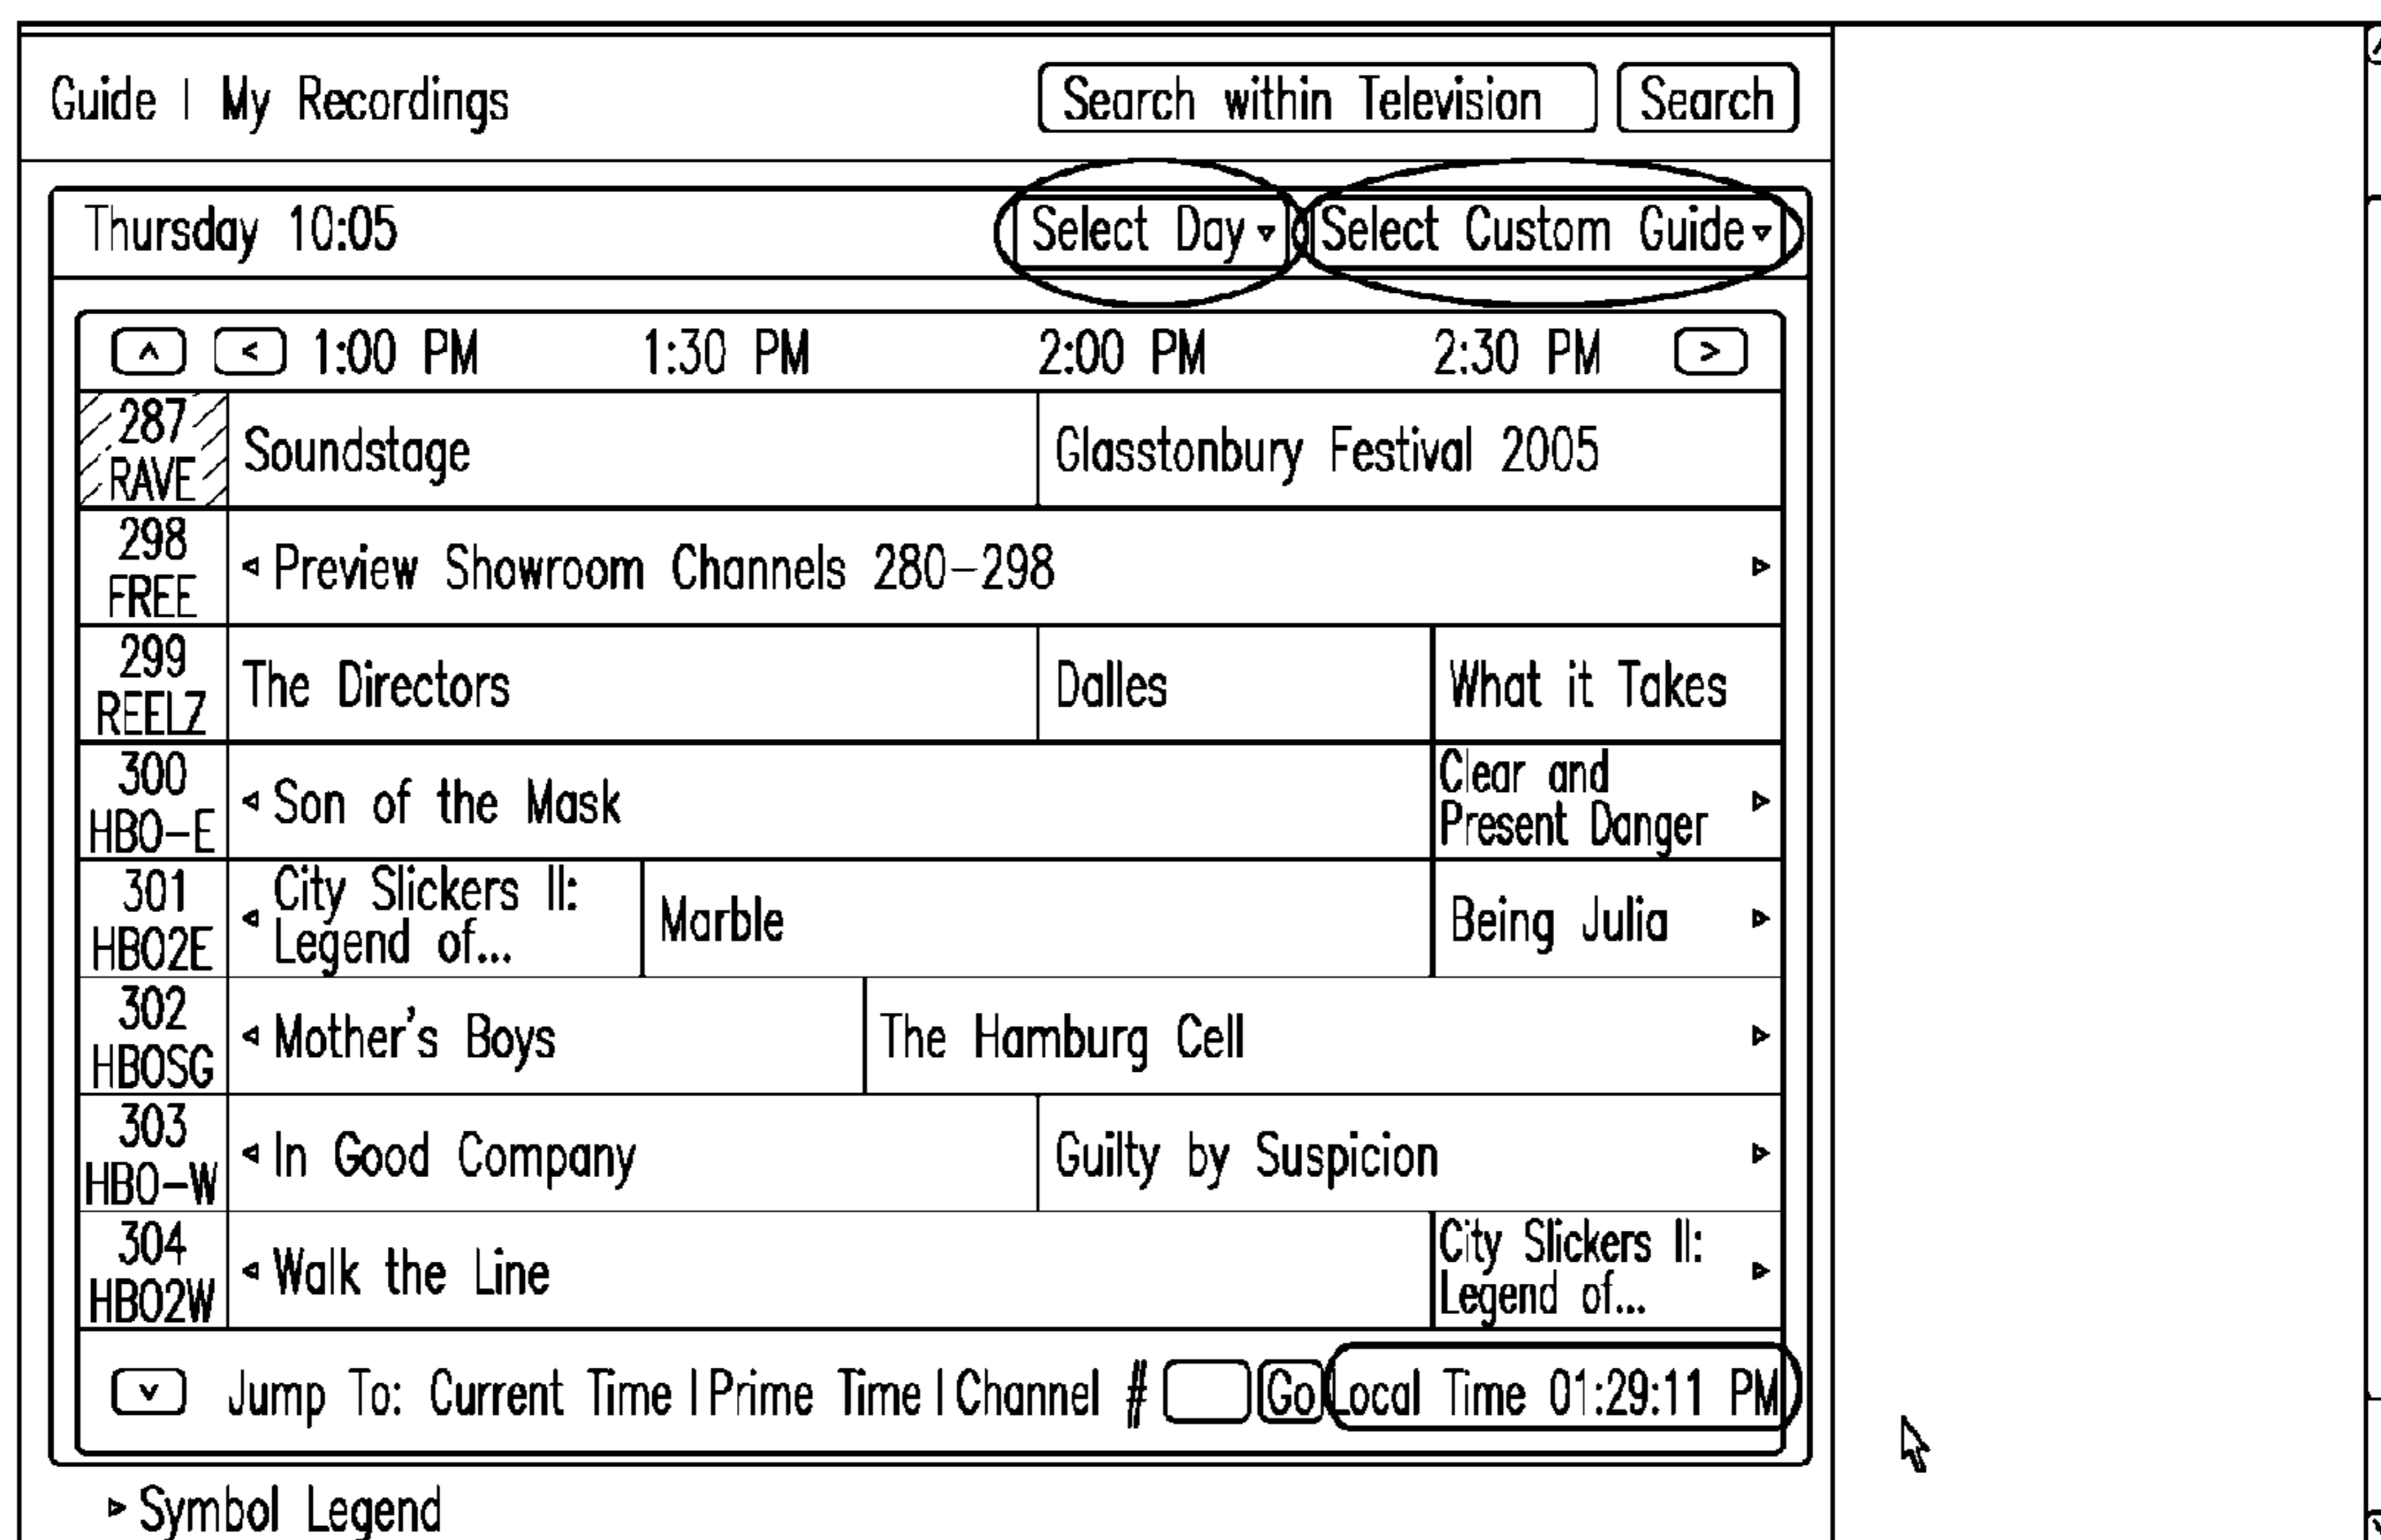 Guide | My Recordings Search within Television Search
Thursday 10:05 Select Day Select Custom Guide
1:00 PM 1:30 PM 2:00 PM 2:30 PM
287
RAVE
Soundstage Glasstonbury Festival 2005
298
FREE
Preview Showroom Channels 280-298
299
REELZ
The Directors Dalles What it Takes
300
HBO-E
Son of the Mask
Clear and
Present Danger
301
HBO2E
City Slickers II:
Legend of...
Marble Being Julia
302
HBOSG
Mother's Boys The Hamburg Cell
303
HBO-W
In Good Company Guilty by Suspicion
304
HBO2W
Walk the Line
City Slickers II:
Legend of...
Jump To: Current Time | Prime Time | Channel # Go Local Time 01:29:11 PM
Symbol Legend